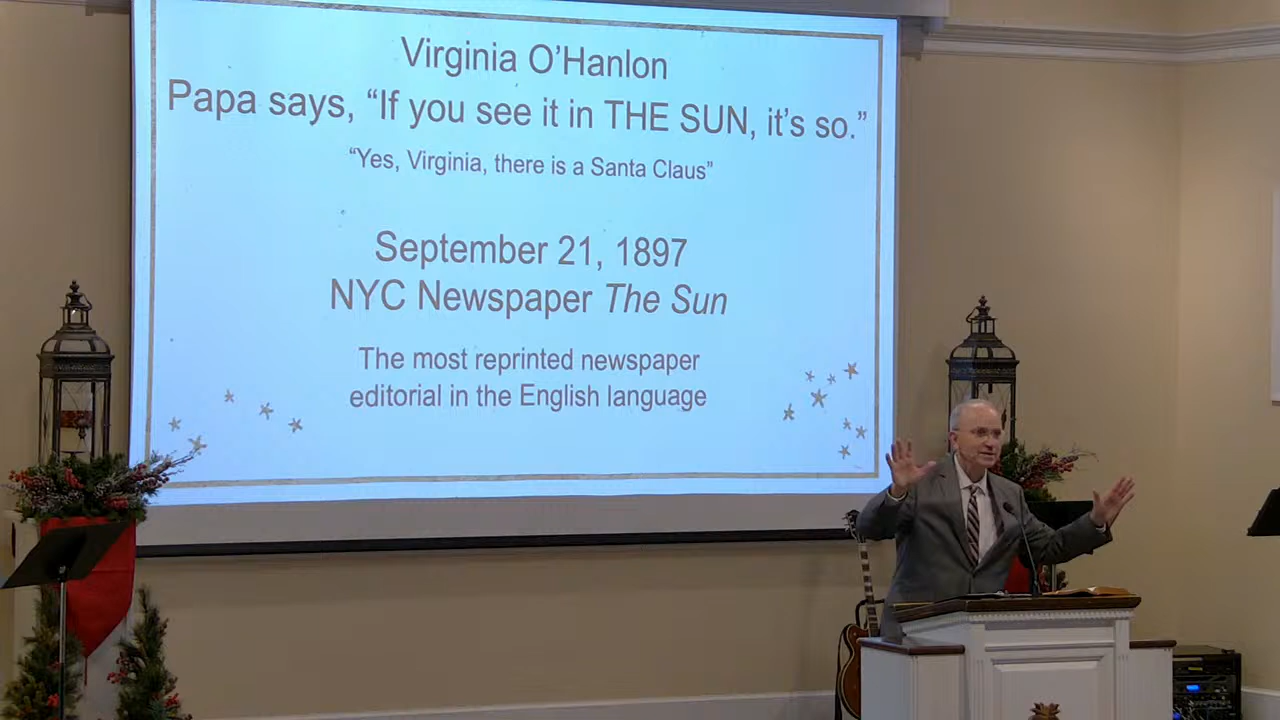 Virginia O’Hanlon
Papa says, “If you see it in THE SUN, it’s so.”
“Yes, Virginia, there is a Santa Claus”
September 21, 1897
NYC Newspaper The Sun
The most reprinted newspaper
editorial in the English language